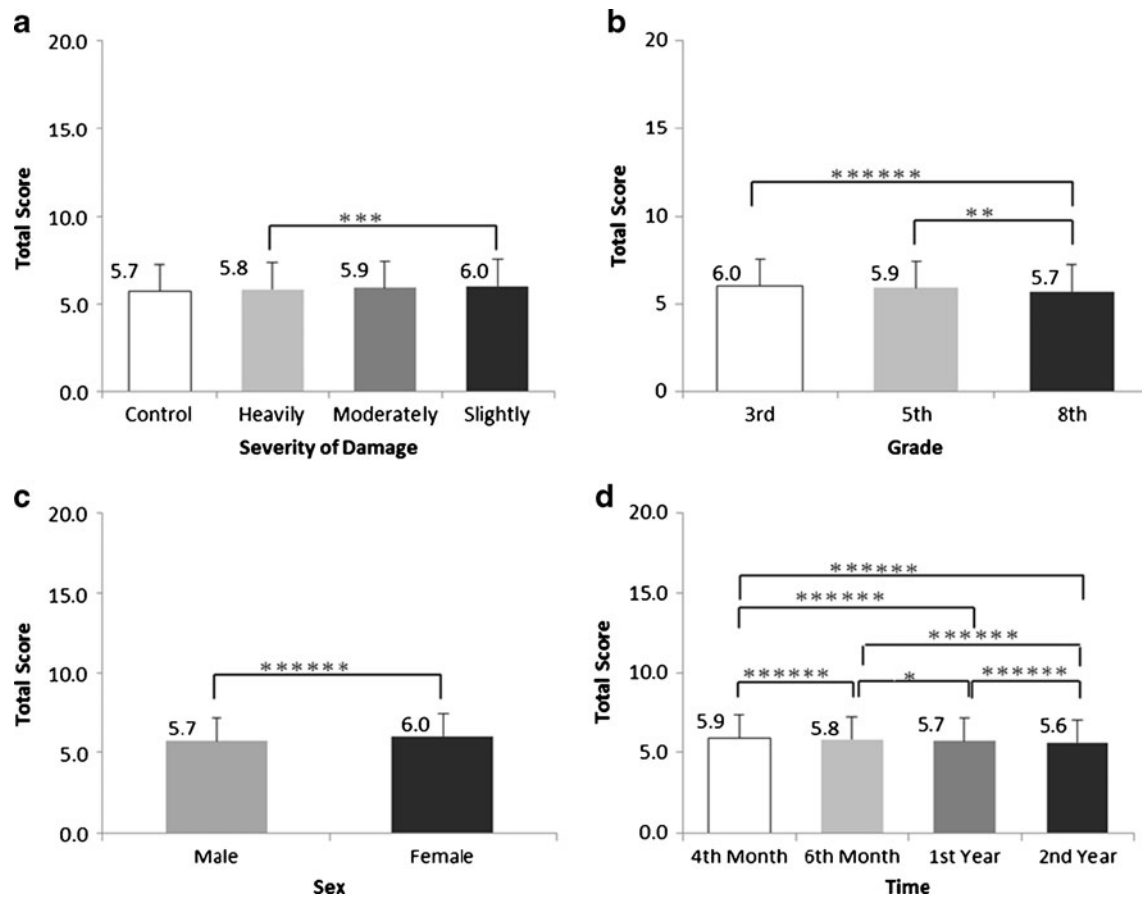 a
20.0
15.0
10.0
5.0
0.0
Total Score
***
5.7
5.8
5.9
6.0
Control
Heavily
Moderately
Slightly
Severity of Damage
b
20
15
10
5
0
Total Score
******
**
6.0
5.9
5.7
3rd
5th
8th
Grade
c
20.0
15.0
10.0
5.0
0.0
Total Score
******
5.7
6.0
Male
Female
Sex
d
20.0
15.0
10.0
5.0
0.0
Total Score
******
******
******
******
*
******
5.9
5.8
5.7
5.6
4th Month
6th Month
1st Year
2nd Year
Time